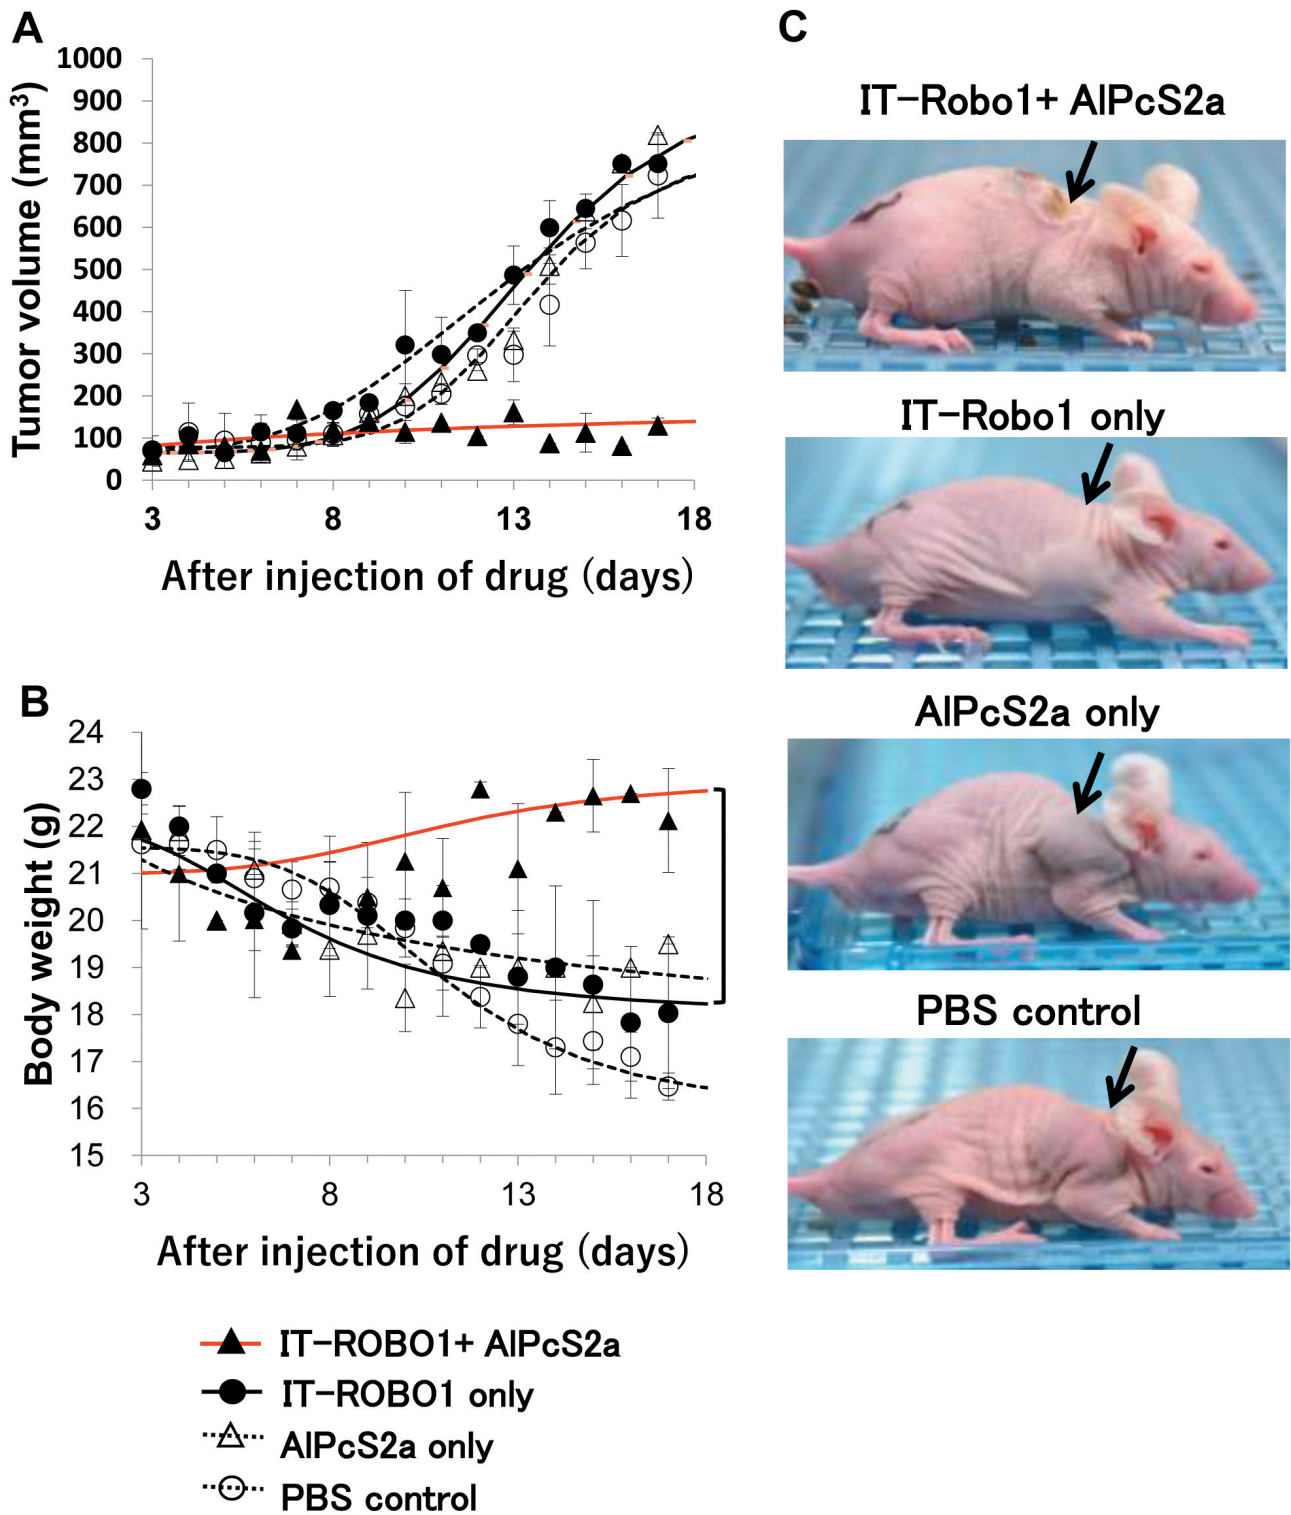 A
Tumor volume (mm³)
1000
900
800
700
600
500
400
300
200
100
0
3 8 13 18
After injection of drug (days)
B
Body weight (g)
24
23
22
21
20
19
18
17
16
15
3 8 13 18
After injection of drug (days)
IT-ROBO1+ AlPcS2a
IT-ROBO1 only
AlPcS2a only
PBS control
C
IT-Robo1+ AlPcS2a
IT-Robo1 only
AlPcS2a only
PBS control